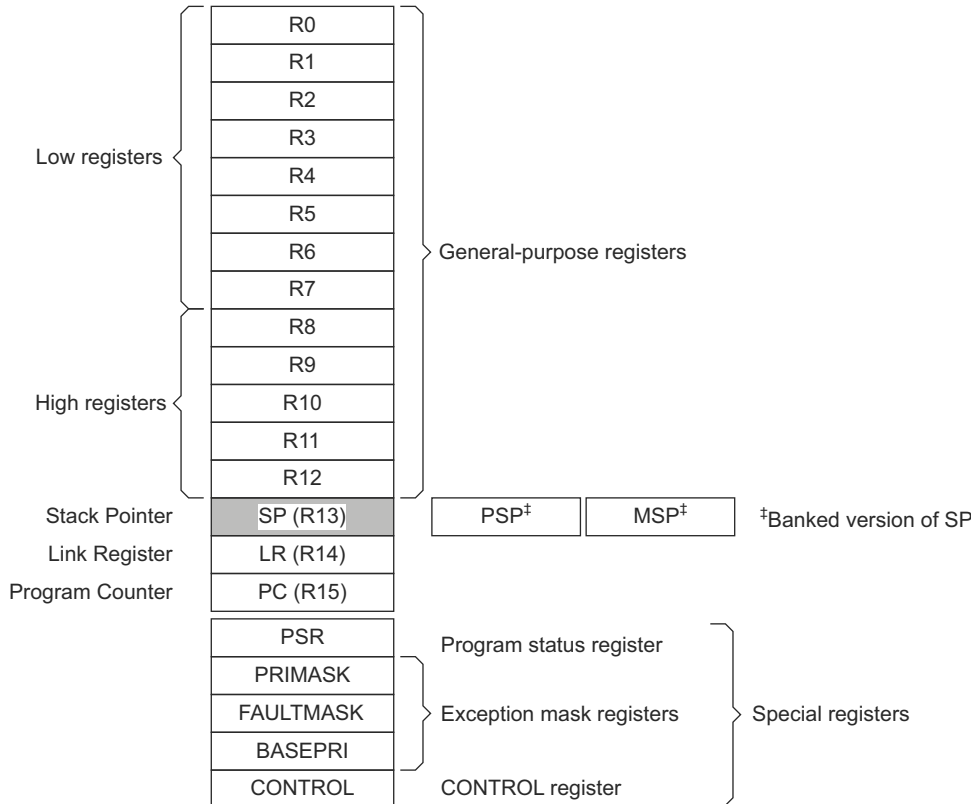 R0
R1
R2
R3
Low registers
R4
R5
R6
General-purpose registers
R7
R8
R9
High registers
R10
R11
R12
Stack Pointer SP (R13) PSP‡ MSP‡ ‡Banked version of SP
Link Register LR (R14)
Program Counter PC (R15)
PSR Program status register
PRIMASK
FAULTMASK Exception mask registers Special registers
BASEPRI
CONTROL CONTROL register